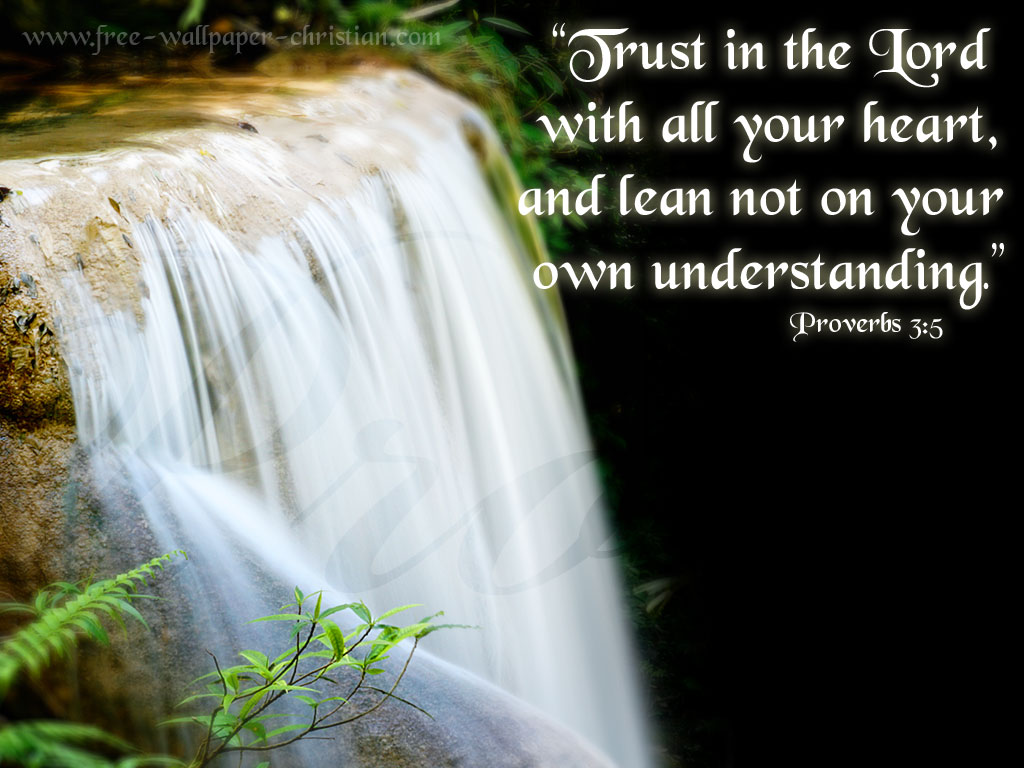 www.free-wallpaper-christian.com
“Trust in the Lord
with all your heart,
and lean not on your
own understanding.”
Proverbs 3:5
Pro